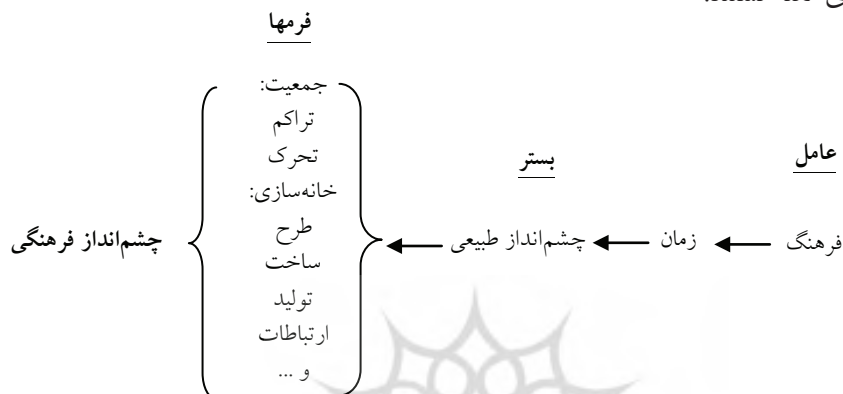 فرمها
جمعیت:
تراکم
تحرک
خانه‌سازی:
طرح
ساخت
تولید
ارتباطات
و ...
عامل
فرهنگ
زمان
بستر
چشم‌انداز طبیعی
چشم‌انداز فرهنگی